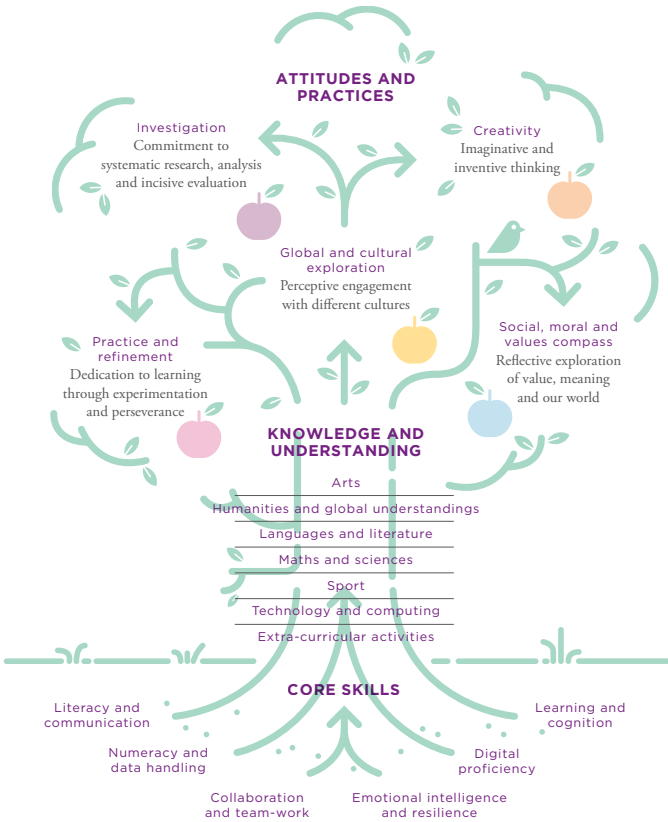 ATTITUDES AND
PRACTICES
Investigation
Commitment to
systematic research, analysis
and incisive evaluation
Creativity
Imaginative and
inventive thinking
Global and cultural
exploration
Perceptive engagement
with different cultures
Practice and
refinement
Dedication to learning
through experimentation
and perseverance
Social, moral and
values compass
Reflective exploration
of value, meaning
and our world
KNOWLEDGE AND
UNDERSTANDING
Arts
Humanities and global understandings
Languages and literature
Maths and sciences
Sport
Technology and computing
Extra-curricular activities
CORE SKILLS
Literacy and
communication
Numeracy and
data handling
Collaboration
and team-work
Emotional intelligence
and resilience
Digital
proficiency
Learning and
cognition